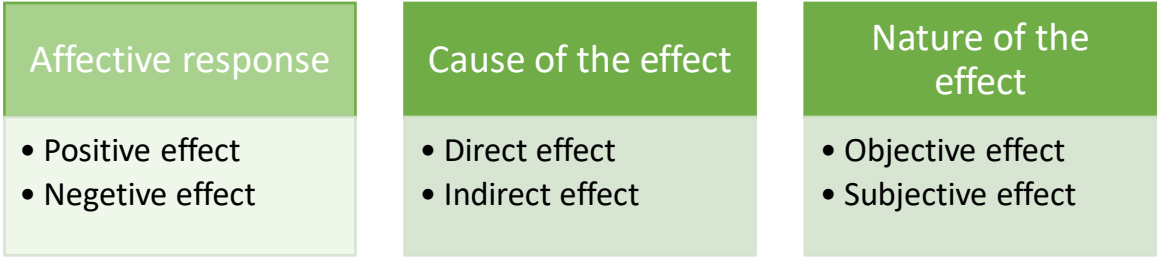 Affective response
• Positive effect
• Negetive effect
Cause of the effect
• Direct effect
• Indirect effect
Nature of the
effect
• Objective effect
• Subjective effect